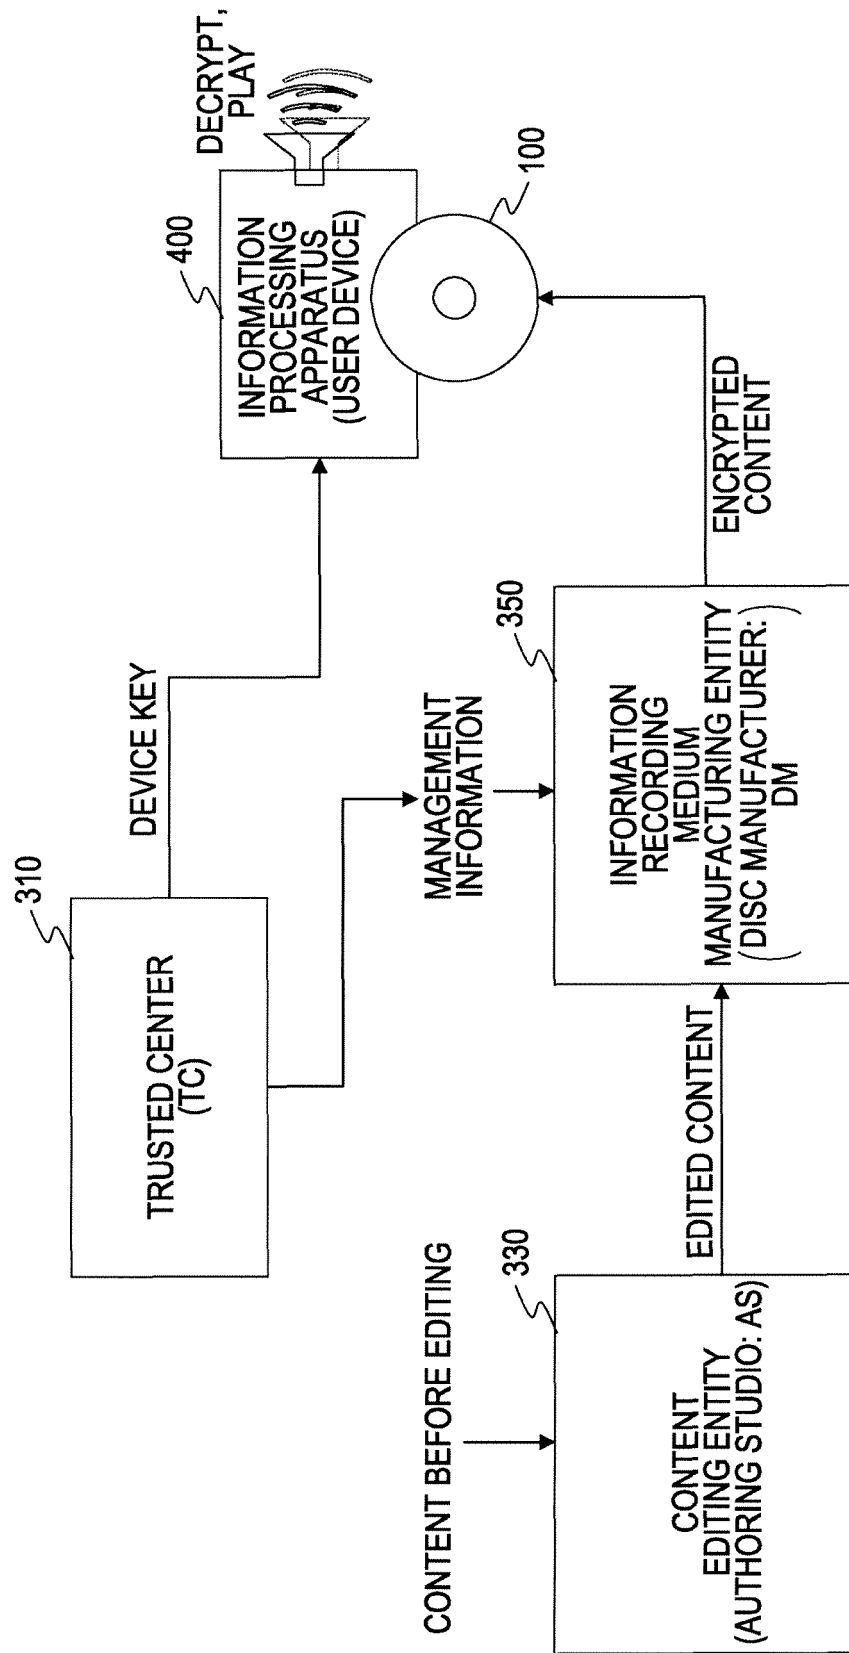 310
TRUSTED CENTER
(TC)
DEVICE KEY
400
INFORMATION
PROCESSING
APPARATUS
(USER DEVICE)
DECRYPT,
PLAY
100
MANAGEMENT
INFORMATION
CONTENT BEFORE EDITING
330
CONTENT
EDITING ENTITY
(AUTHORING STUDIO: AS)
EDITED CONTENT
350
INFORMATION
RECORDING
MEDIUM
MANUFACTURING ENTITY
(DISC MANUFACTURER:
DM)
ENCRYPTED
CONTENT